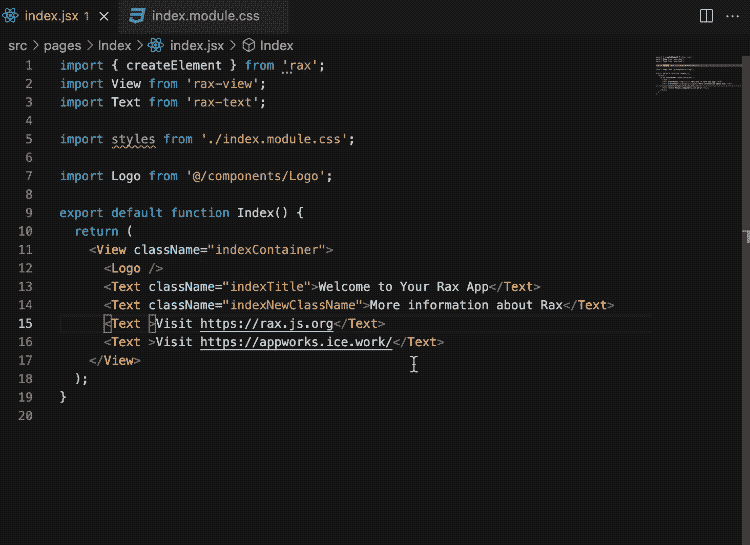 index.jsx 1 index.module.css
src > pages > Index > index.jsx > Index
1 import { createElement } from 'rax';
2 import View from 'rax-view';
3 import Text from 'rax-text';
4
5 import styles from './index.module.css';
6
7 import Logo from '@/components/Logo';
8
9 export default function Index() {
10 return (
11 <View className="indexContainer">
12 <Logo />
13 <Text className="indexTitle">Welcome to Your Rax App</Text>
14 <Text className="indexNewClassName">More information about Rax</Text>
15 <Text >Visit https://rax.js.org</Text>
16 <Text >Visit https://appworks.ice.work/</Text>
17 </View>
18 );
19 }
20